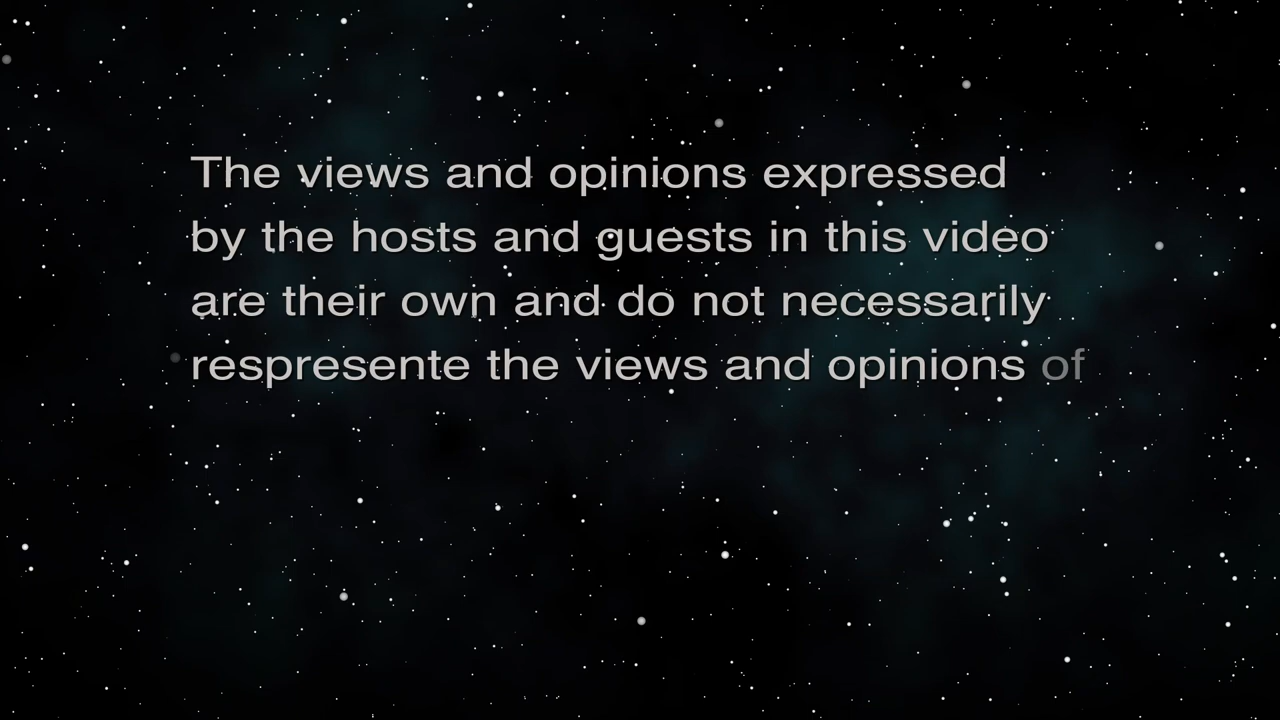 The views and opinions expressed
by the hosts and guests in this video
are their own and do not necessarily
respresente the views and opinions of